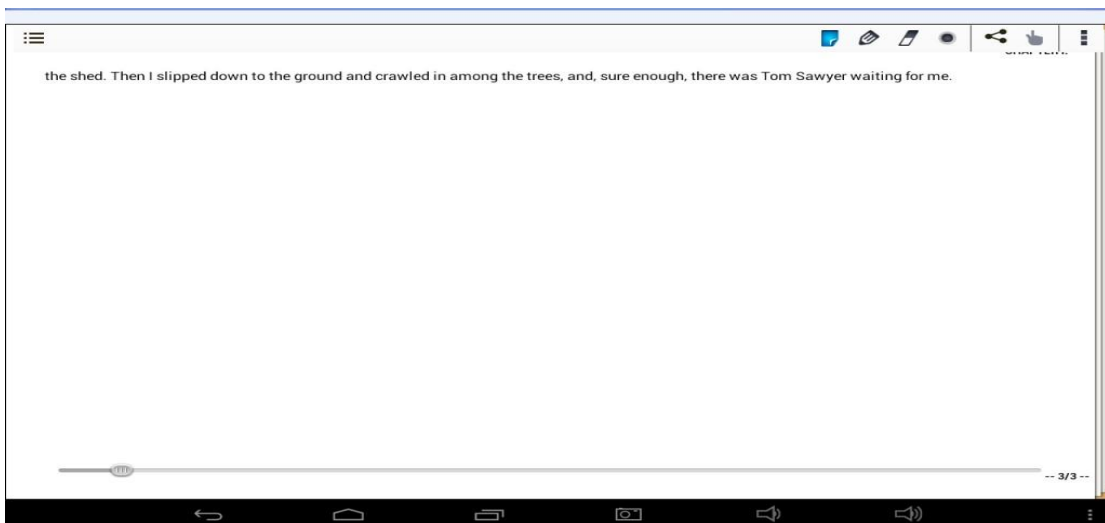 the shed. Then I slipped down to the ground and crawled in among the trees, and, sure enough, there was Tom Sawyer waiting for me.
-- 3/3 --